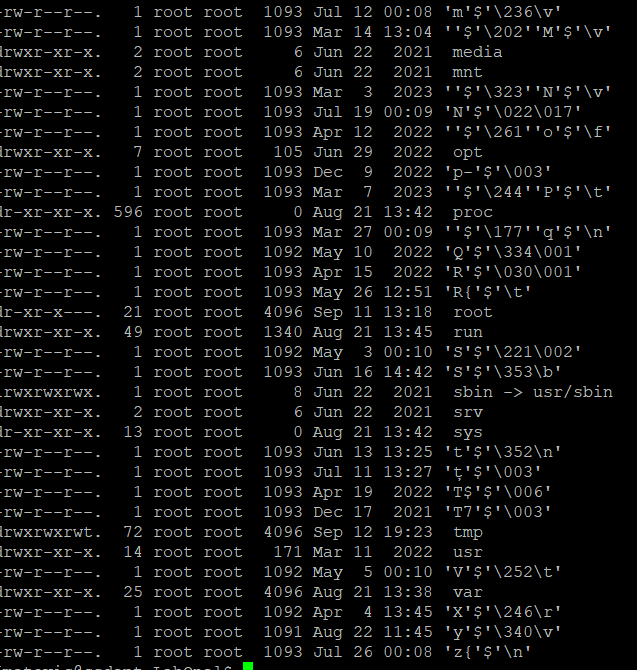 -rw-r--r--. 1 root root 1093 Jul 12 00:08 'm'$'\236\v'
-rw-r--r--. 1 root root 1093 Mar 14 13:04 ''$'\202''M'$'\v'
drwxr-xr-x. 2 root root 6 Jun 22 2021 media
drwxr-xr-x. 2 root root 6 Jun 22 2021 mnt
-rw-r--r--. 1 root root 1093 Mar 3 2023 ''$'\323''N'$'\v'
-rw-r--r--. 1 root root 1093 Jul 19 00:09 'N'$'\022\017'
-rw-r--r--. 1 root root 1093 Apr 12 2022 ''$'\261''o'$'\f'
drwxr-xr-x. 7 root root 105 Jun 29 2022 opt
-rw-r--r--. 1 root root 1093 Dec 9 2022 'p-'$'\003'
-rw-r--r--. 1 root root 1093 Mar 7 2023 ''$'\244''P'$'\t'
dr-xr-xr-x. 596 root root 0 Aug 21 13:42 proc
-rw-r--r--. 1 root root 1093 Mar 27 00:09 ''$'\177''q'$'\n'
-rw-r--r--. 1 root root 1092 May 10 2022 'Q'$'\334\001'
-rw-r--r--. 1 root root 1093 Apr 15 2022 'R'$'\030\001'
-rw-r--r--. 1 root root 1093 May 26 12:51 'R{'$'\t'
dr-xr-x---. 21 root root 4096 Sep 11 13:18 root
drwxr-xr-x. 49 root root 1340 Aug 21 13:45 run
-rw-r--r--. 1 root root 1092 May 3 00:10 'S'$'\221\002'
-rw-r--r--. 1 root root 1093 Jun 16 14:42 'S'$'\353\b'
lrwxrwxrwx. 1 root root 8 Jun 22 2021 sbin -> usr/sbin
drwxr-xr-x. 2 root root 6 Jun 22 2021 srv
dr-xr-xr-x. 13 root root 0 Aug 21 13:42 sys
-rw-r--r--. 1 root root 1093 Jun 13 13:25 't'$'\352\n'
-rw-r--r--. 1 root root 1093 Jul 11 13:27 'ț'$'\003'
-rw-r--r--. 1 root root 1093 Apr 19 2022 'T$'$'\006'
-rw-r--r--. 1 root root 1093 Dec 17 2021 'T7'$'\003'
drwxrwxrwt. 72 root root 4096 Sep 12 19:23 tmp
drwxr-xr-x. 14 root root 171 Mar 11 2022 usr
-rw-r--r--. 1 root root 1092 May 5 00:10 'V'$'\252\t'
drwxr-xr-x. 25 root root 4096 Aug 21 13:38 var
-rw-r--r--. 1 root root 1092 Apr 4 13:45 'X'$'\246\r'
-rw-r--r--. 1 root root 1091 Aug 22 11:45 'y'$'\340\v'
-rw-r--r--. 1 root root 1093 Jul 26 00:08 'z{'$'\n'